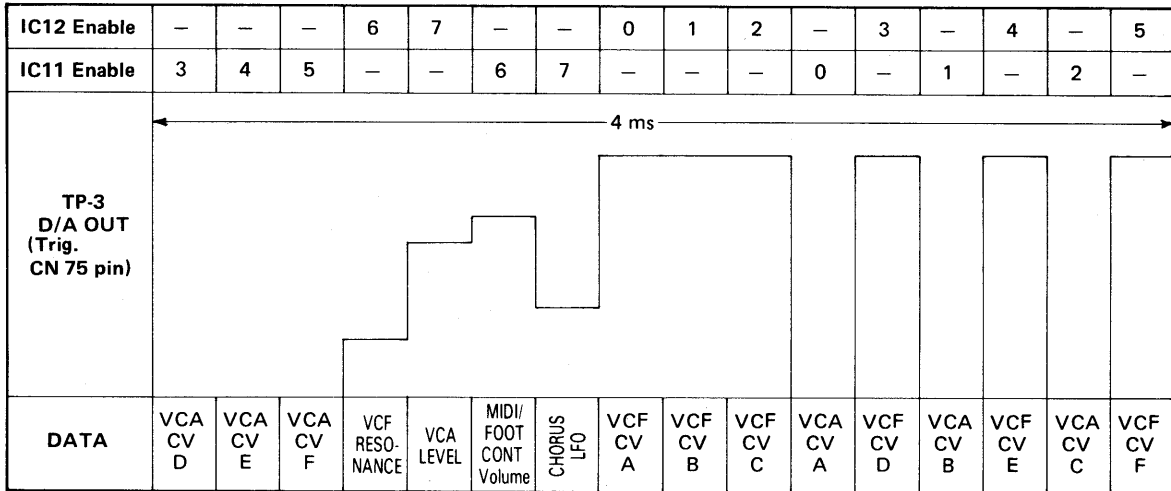 IC12 Enable — — — 6 7 — — 0 1 2 — 3 — 4 — 5
IC11 Enable 3 4 5 — — 6 7 — — — 0 — 1 — 2 —
TP-3
D/A OUT
(Trig.
CN 75 pin)
4 ms
DATA
VCA
CV
D
VCA
CV
E
VCA
CV
F
VCF
RESO-
NANCE
VCA
LEVEL
MIDI/
FOOT
CONT
Volume
CHORUS
LFO
VCF
CV
A
VCF
CV
B
VCF
CV
C
VCA
CV
A
VCF
CV
D
VCA
CV
B
VCF
CV
E
VCA
CV
C
VCF
CV
F